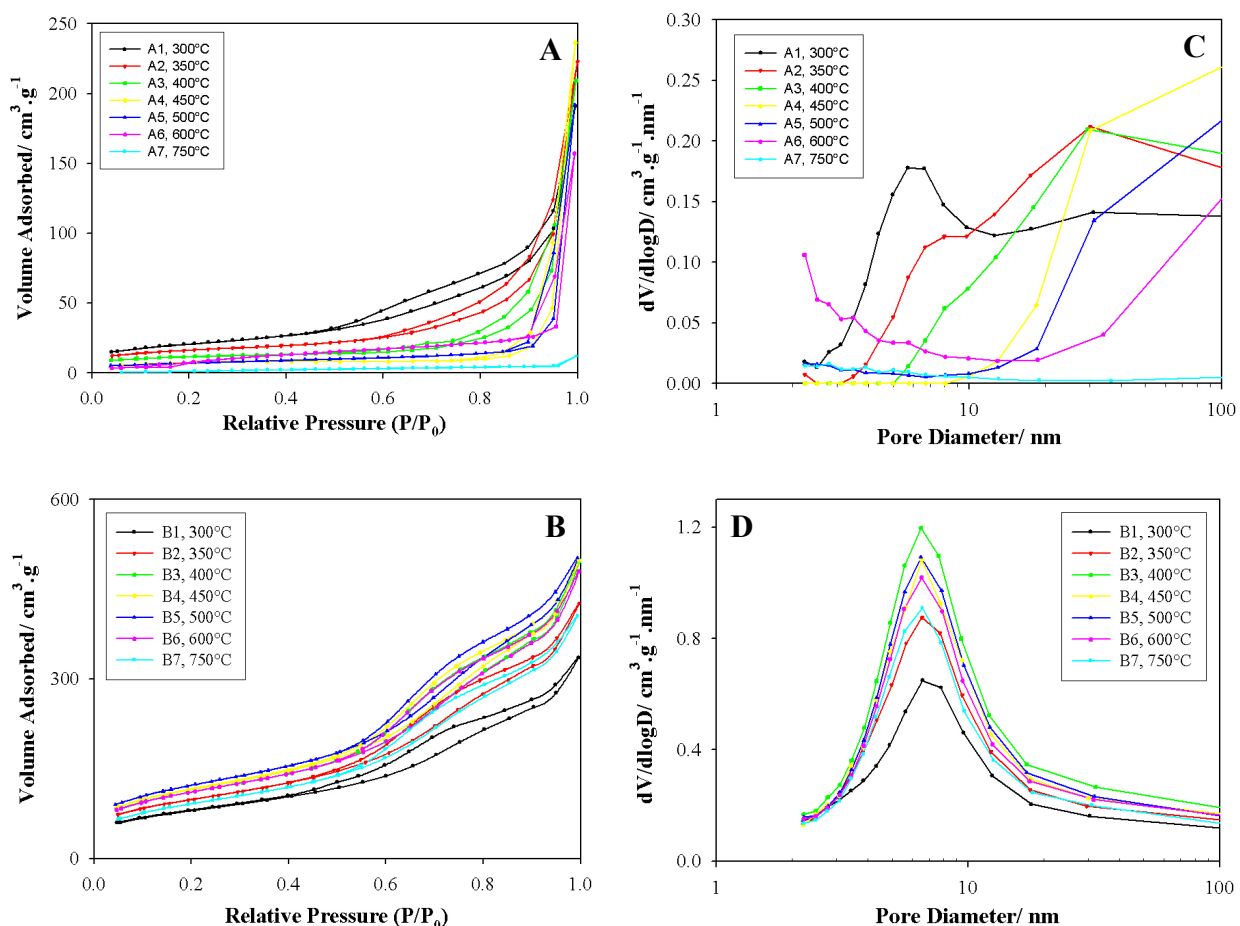 A
250
200
150
100
50
0
Volume Adsorbed/ cm³.g⁻¹
A1, 300°C
A2, 350°C
A3, 400°C
A4, 450°C
A5, 500°C
A6, 600°C
A7, 750°C
0.0 0.2 0.4 0.6 0.8 1.0
Relative Pressure (P/P₀)
C
0.30
0.25
0.20
0.15
0.10
0.05
0.00
dV/dlogD/ cm³.g⁻¹.nm⁻¹
A1, 300°C
A2, 350°C
A3, 400°C
A4, 450°C
A5, 500°C
A6, 600°C
A7, 750°C
1 10 100
Pore Diameter/ nm
B
600
300
0
Volume Adsorbed/ cm³.g⁻¹
B1, 300°C
B2, 350°C
B3, 400°C
B4, 450°C
B5, 500°C
B6, 600°C
B7, 750°C
0.0 0.2 0.4 0.6 0.8 1.0
Relative Pressure (P/P₀)
D
1.2
0.8
0.4
0.0
dV/dlogD/ cm³.g⁻¹.nm⁻¹
B1, 300°C
B2, 350°C
B3, 400°C
B4, 450°C
B5, 500°C
B6, 600°C
B7, 750°C
1 10 100
Pore Diameter/ nm